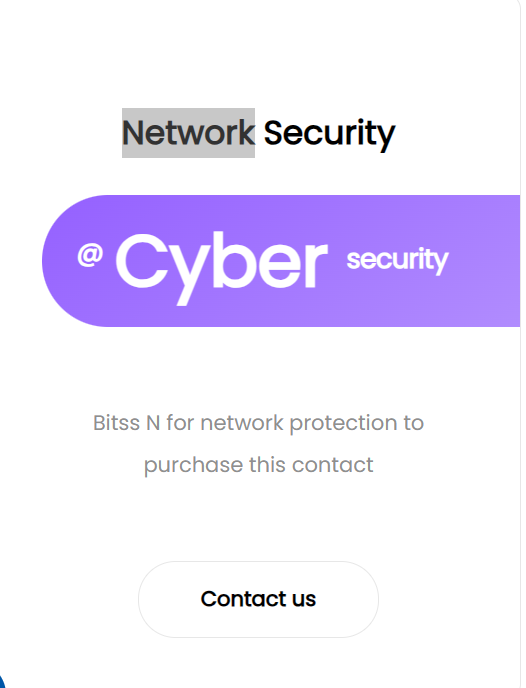 Network Security
@ Cyber security
Bitss N for network protection to
purchase this contact
Contact us